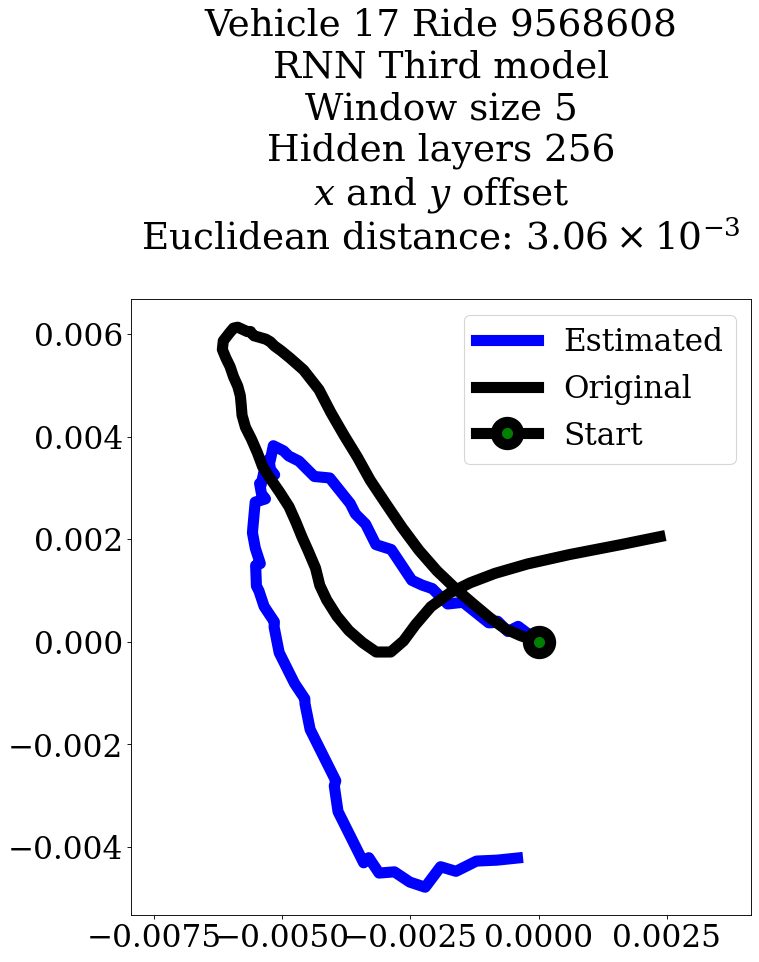 Vehicle 17 Ride 9568608
RNN Third model
Window size 5
Hidden layers 256
x and y offset
Euclidean distance: 3.06 × 10⁻³
Estimated
Original
Start
0.006
0.004
0.002
0.000
−0.002
−0.004
−0.0075 −0.0050 −0.0025 0.0000 0.0025